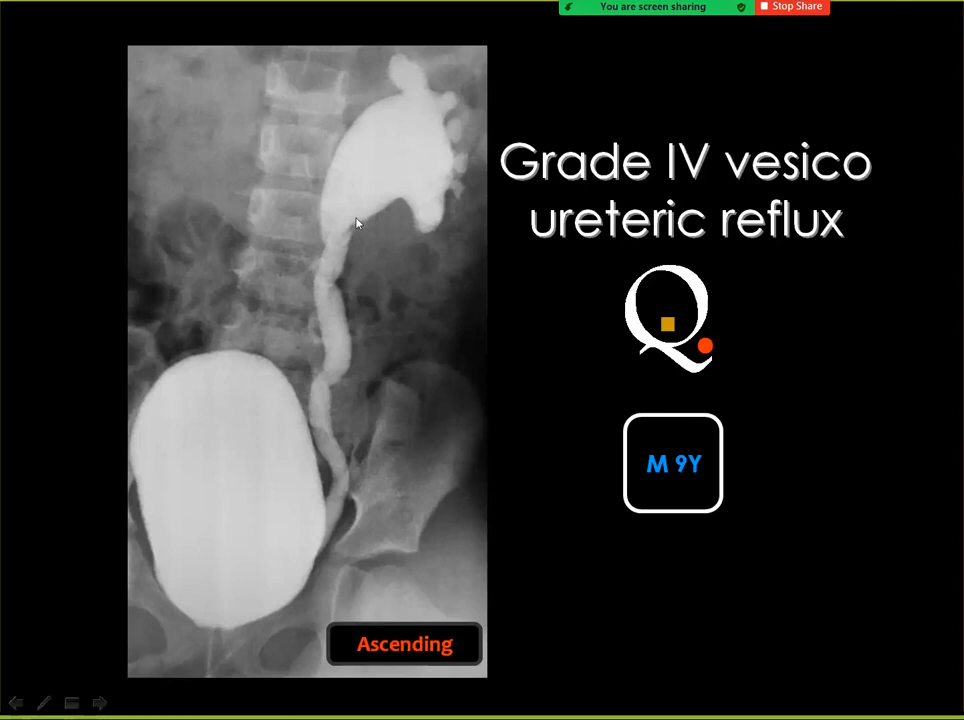 You are screen sharing
Stop Share
Grade IV vesico
ureteric reflux
Q
M 9Y
Ascending